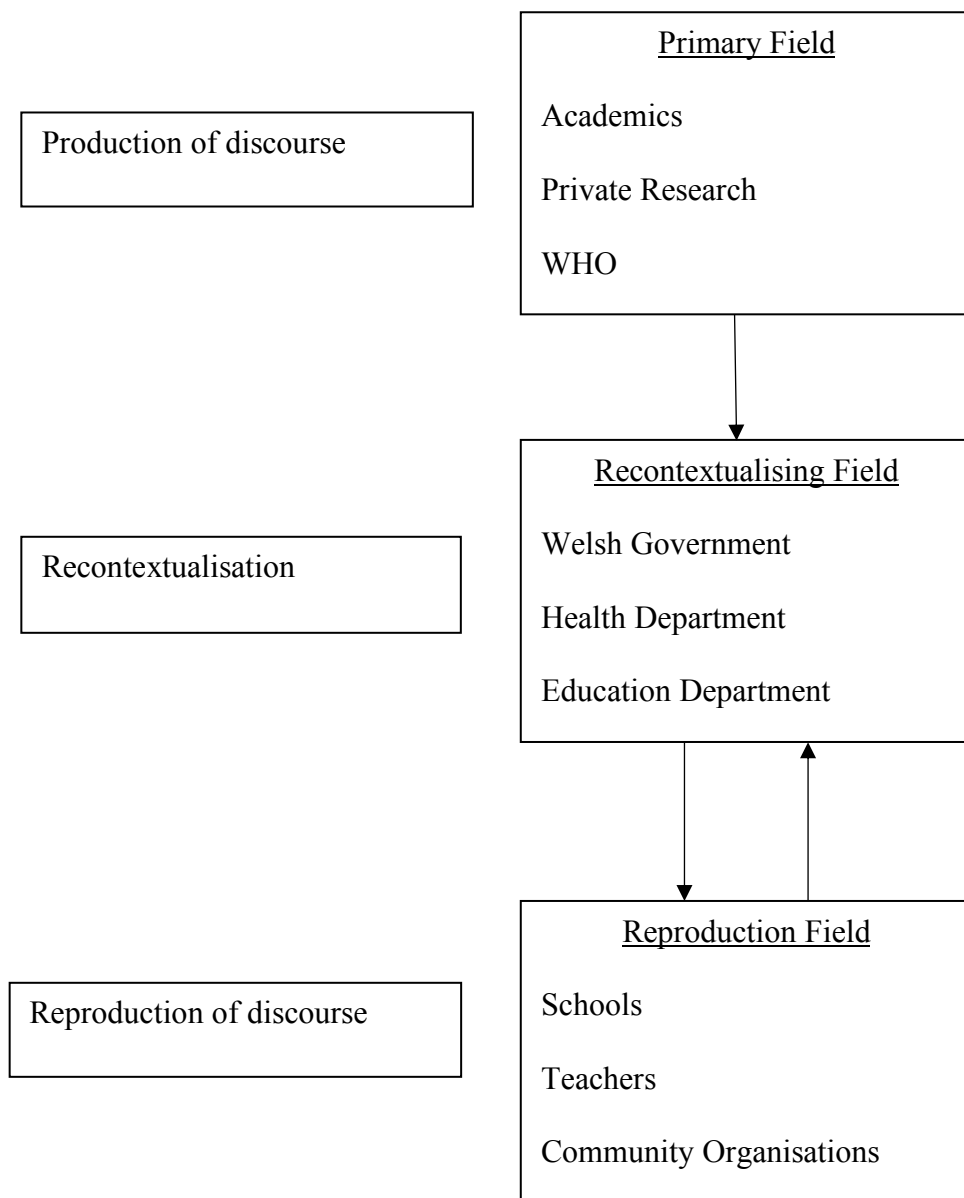 Production of discourse
Primary Field
Academics
Private Research
WHO
Recontextualisation
Recontextualising Field
Welsh Government
Health Department
Education Department
Reproduction of discourse
Reproduction Field
Schools
Teachers
Community Organisations